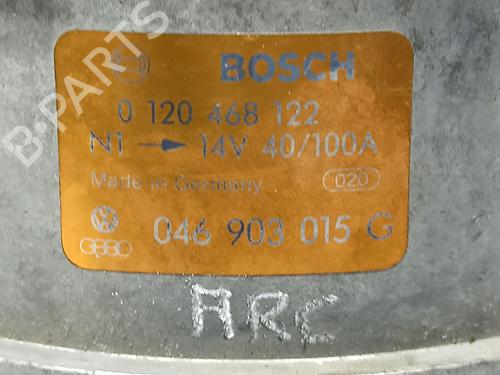 BOSCH
0 120 468 122
N1 → 14V 40/100A
Made in Germany 020
046 903 015 G
ARC
B-PARTS